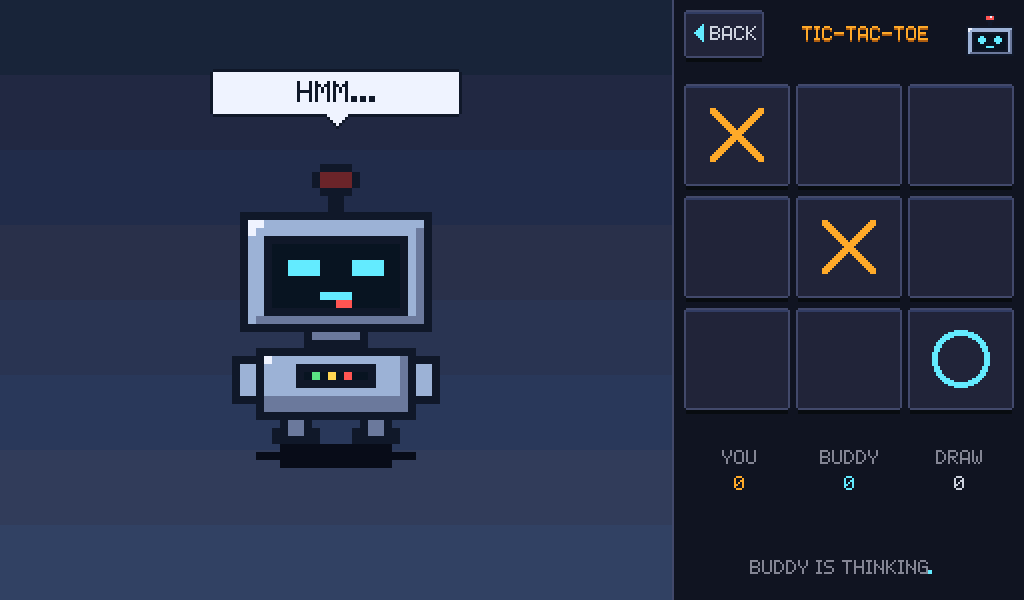 HMM...
BACK
TIC-TAC-TOE
YOU
BUDDY
DRAW
0
0
0
BUDDY IS THINKING.